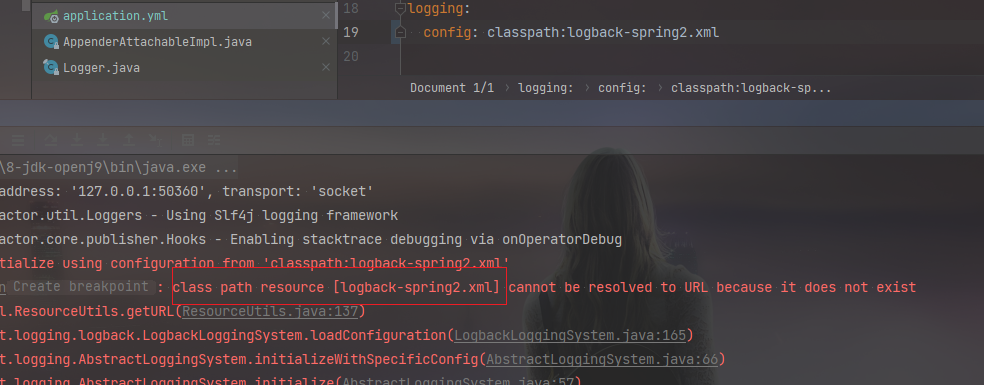 application.yml
AppenderAttachableImpl.java
Logger.java
18 logging:
19 config: classpath:logback-spring2.xml
20
Document 1/1 › logging: › config: › classpath:logback-sp...
\8-jdk-openj9\bin\java.exe ...
address: '127.0.0.1:50360', transport: 'socket'
actor.util.Loggers - Using Slf4j logging framework
actor.core.publisher.Hooks - Enabling stacktrace debugging via onOperatorDebug
tialize using configuration from 'classpath:logback-spring2.xml'
n Create breakpoint : class path resource [logback-spring2.xml] cannot be resolved to URL because it does not exist
l.ResourceUtils.getURL(ResourceUtils.java:137)
t.logging.logback.LogbackLoggingSystem.loadConfiguration(LogbackLoggingSystem.java:165)
t.logging.AbstractLoggingSystem.initializeWithSpecificConfig(AbstractLoggingSystem.java:66)
t.logging.AbstractLoggingSystem.initialize(AbstractLoggingSystem.java:57)